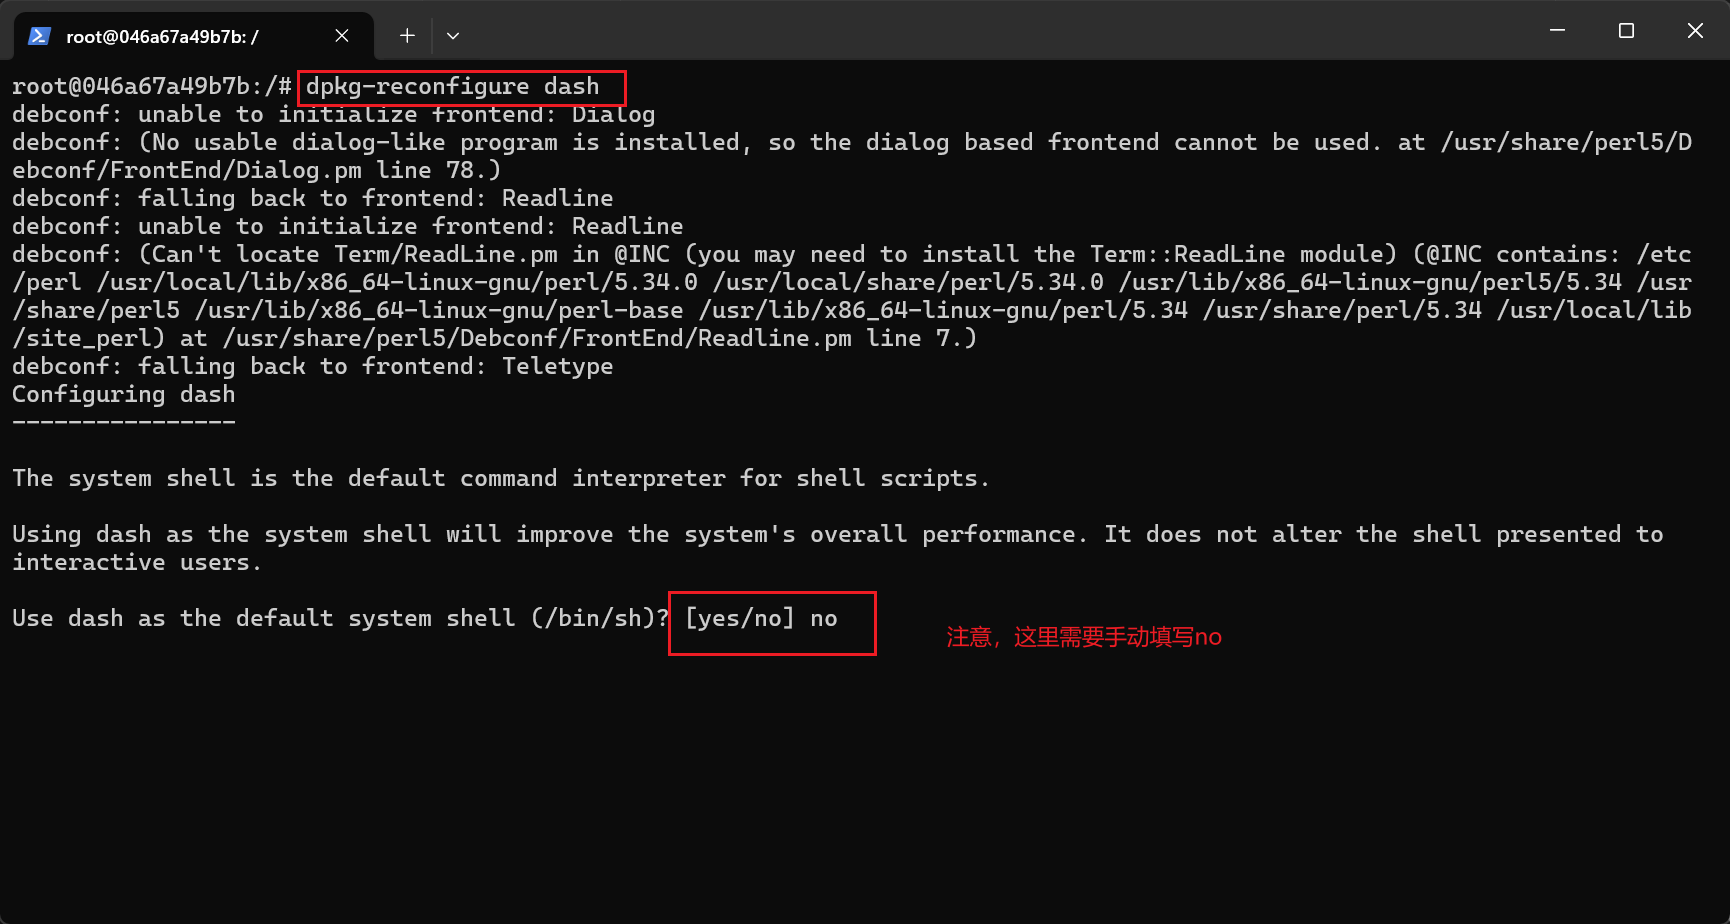 root@046a67a49b7b: /
root@046a67a49b7b:/# dpkg-reconfigure dash
debconf: unable to initialize frontend: Dialog
debconf: (No usable dialog-like program is installed, so the dialog based frontend cannot be used. at /usr/share/perl5/D
ebconf/FrontEnd/Dialog.pm line 78.)
debconf: falling back to frontend: Readline
debconf: unable to initialize frontend: Readline
debconf: (Can't locate Term/ReadLine.pm in @INC (you may need to install the Term::ReadLine module) (@INC contains: /etc
/perl /usr/local/lib/x86_64-linux-gnu/perl/5.34.0 /usr/local/share/perl/5.34.0 /usr/lib/x86_64-linux-gnu/perl5/5.34 /usr
/share/perl5 /usr/lib/x86_64-linux-gnu/perl-base /usr/lib/x86_64-linux-gnu/perl/5.34 /usr/share/perl/5.34 /usr/local/lib
/site_perl) at /usr/share/perl5/Debconf/FrontEnd/Readline.pm line 7.)
debconf: falling back to frontend: Teletype
Configuring dash
----------------
The system shell is the default command interpreter for shell scripts.
Using dash as the system shell will improve the system's overall performance. It does not alter the shell presented to
interactive users.
Use dash as the default system shell (/bin/sh)? [yes/no] no
注意，这里需要手动填写no